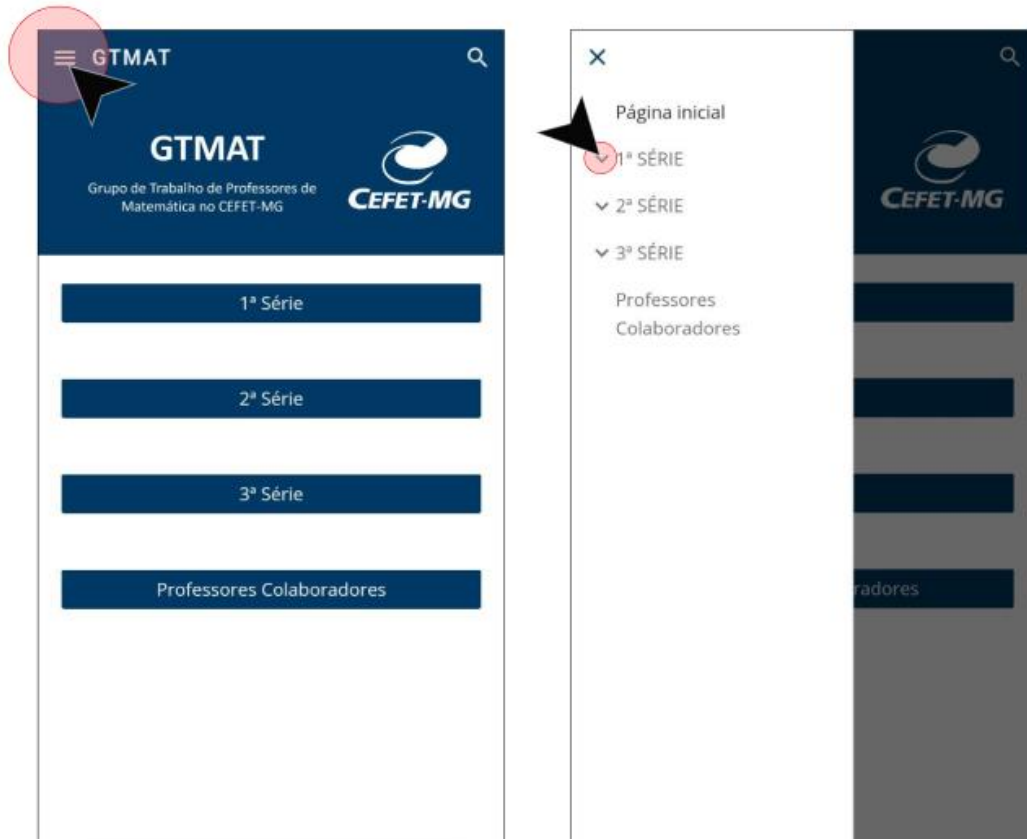 GTMAT
GTMAT
Grupo de Trabalho de Professores de
Matemática no CEFET-MG
CEFET-MG
1ª Série
2ª Série
3ª Série
Professores Colaboradores
Página inicial
1ª SÉRIE
2ª SÉRIE
3ª SÉRIE
Professores
Colaboradores
CEFET-MG
radores